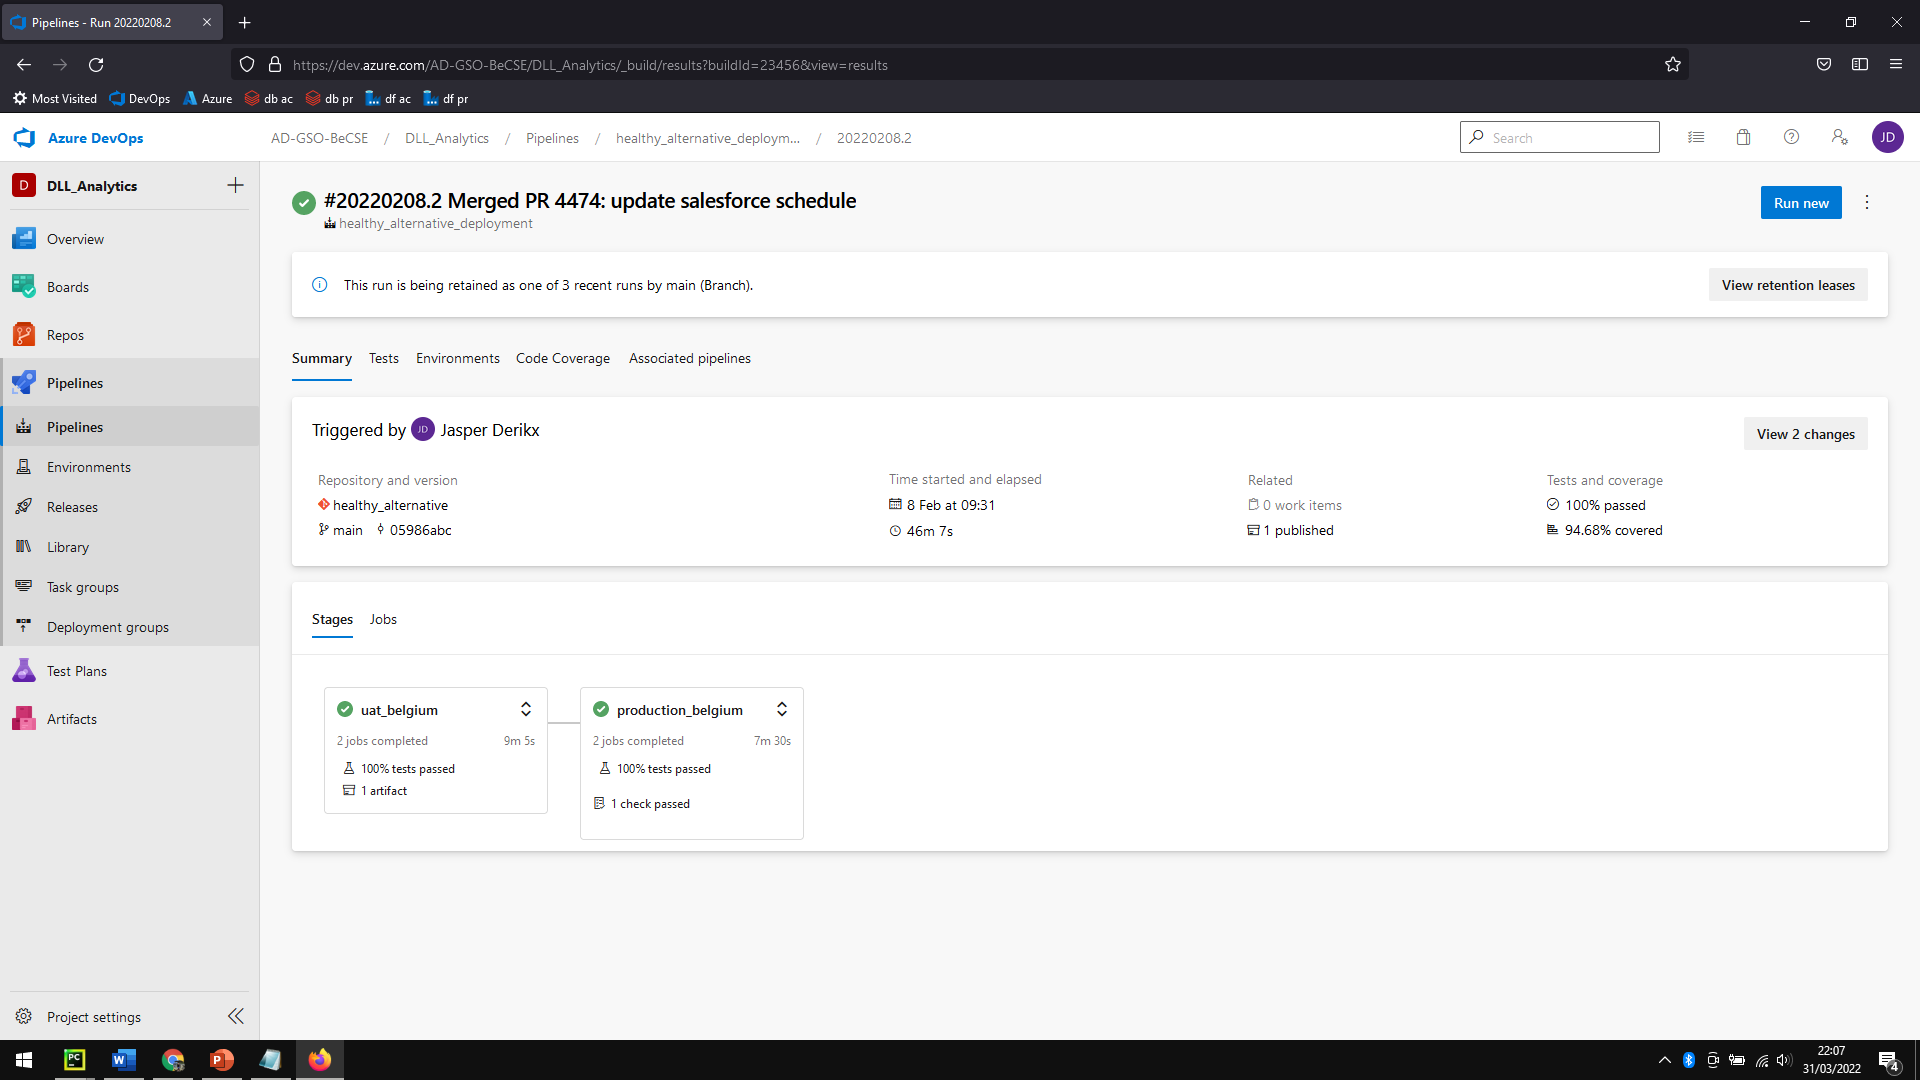 Pipelines - Run 20220208.2
https://dev.azure.com/AD-GSO-BeCSE/DLL_Analytics/_build/results?buildId=23456&view=results
Most Visited DevOps Azure db ac db pr df ac df pr
Azure DevOps AD-GSO-BeCSE / DLL_Analytics / Pipelines / healthy_alternative_deploym... / 20220208.2 Search JD
D DLL_Analytics
Overview
Boards
Repos
Pipelines
Pipelines
Environments
Releases
Library
Task groups
Deployment groups
Test Plans
Artifacts
Project settings
#20220208.2 Merged PR 4474: update salesforce schedule
Run new
healthy_alternative_deployment
This run is being retained as one of 3 recent runs by main (Branch).
View retention leases
Summary Tests Environments Code Coverage Associated pipelines
Triggered by JD Jasper Derikx
View 2 changes
Repository and version
healthy_alternative
main 05986abc
Time started and elapsed
8 Feb at 09:31
46m 7s
Related
0 work items
1 published
Tests and coverage
100% passed
94.68% covered
Stages Jobs
uat_belgium
2 jobs completed 9m 5s
100% tests passed
1 artifact
production_belgium
2 jobs completed 7m 30s
100% tests passed
1 check passed
PC W P
22:07
31/03/2022
4